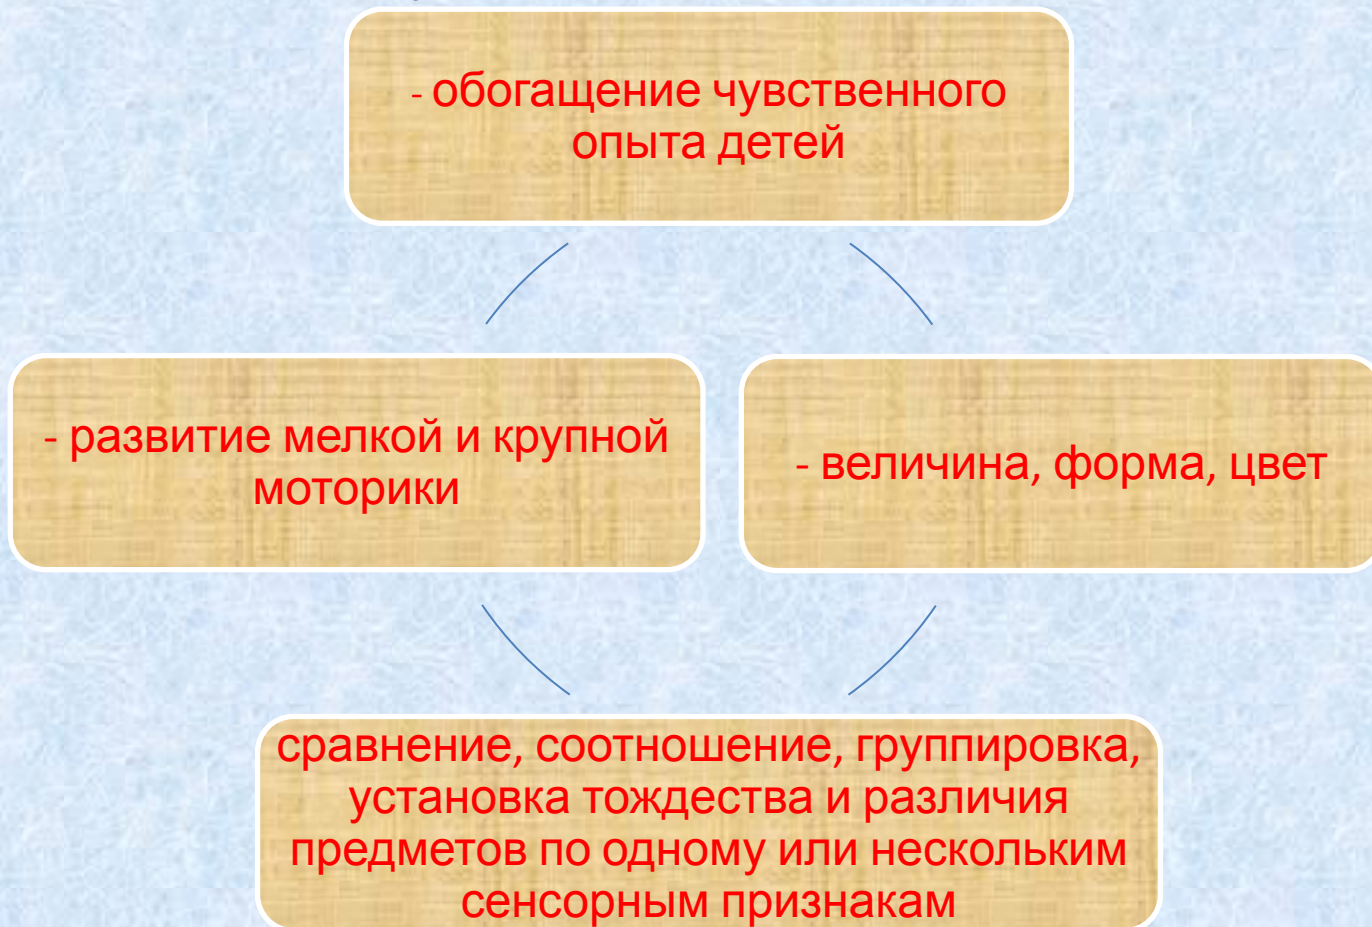 - обогащение чувственного
опыта детей
- развитие мелкой и крупной
моторики
- величина, форма, цвет
сравнение, соотношение, группировка,
установка тождества и различия
предметов по одному или нескольким
сенсорным признакам